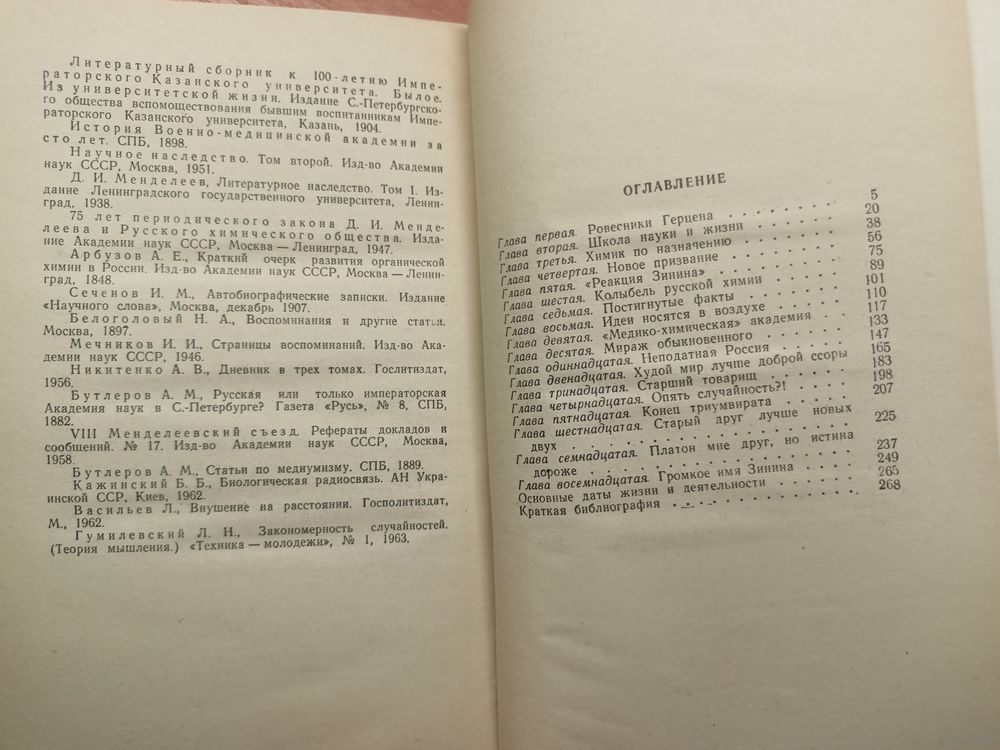 Литературный сборник к 100-летию Импе-
раторского Казанского университета. Былое.
Из университетской жизни. Издание С.-Петербургско-
го общества вспомоществования бывшим воспитанникам Импе-
раторского Казанского университета, Казань, 1904.
История Военно-медицинской академии за
сто лет. СПБ, 1898.
Научное наследство. Том второй. Изд-во Академии
наук СССР, Москва, 1951.
Д. И. Менделеев, Литературное наследство. Том I. Из-
дание Ленинградского государственного университета, Ленин-
град, 1938.
75 лет периодического закона Д. И. Менде-
леева и Русского химического общества. Изда-
ние Академии наук СССР, Москва — Ленинград, 1947.
Арбузов А. Е., Краткий очерк развития органической
химии в России. Изд-во Академии наук СССР, Москва — Ленин-
град, 1848.
Сеченов И. М., Автобиографические записки. Издание
«Научного слова», Москва, декабрь 1907.
Белоголовый Н. А., Воспоминания и другие статьи.
Москва, 1897.
Мечников И. И., Страницы воспоминаний. Изд-во Ака-
демии наук СССР, 1946.
Никитенко А. В., Дневник в трех томах. Гослитиздат,
1956.
Бутлеров А. М., Русская или только императорская
Академия наук в С.-Петербурге? Газета «Русь», № 8, СПБ,
1882.
VIII Менделеевский съезд. Рефераты докладов и
сообщений. № 17. Изд-во Академии наук СССР, Москва,
1958.
Бутлеров А. М., Статьи по медиумизму. СПБ, 1889.
Кажинский Б. Б., Биологическая радиосвязь. АН Укра-
инской ССР, Киев, 1962.
Васильев Л., Внушение на расстоянии. Госполитиздат,
М., 1962.
Гумилевский Л. Н., Закономерность случайностей.
(Теория мышления.) «Техника — молодежи», № 1, 1963.
ОГЛАВЛЕНИЕ
Глава первая. Ровесники Герцена . . . . . . . . 5
Глава вторая. Школа науки и жизни . . . . . . 20
Глава третья. Химик по назначению . . . . . . 38
Глава четвертая. Новое призвание . . . . . . . 56
Глава пятая. «Реакция Зинина» . . . . . . . . 75
Глава шестая. Колыбель русской химии . . . . . 89
Глава седьмая. Постигнутые факты . . . . . . . 101
Глава восьмая. Идеи носятся в воздухе . . . . . 110
Глава девятая. «Медико-химическая» академия . . 117
Глава десятая. Мираж обыкновенного . . . . . . 133
Глава одиннадцатая. Неподатная Россия . . . . . 147
Глава двенадцатая. Худой мир лучше доброй ссоры 165
Глава тринадцатая. Старший товарищ . . . . . . 183
Глава четырнадцатая. Опять случайность?! . . . . 198
Глава пятнадцатая. Конец триумвирата . . . . . 207
Глава шестнадцатая. Старый друг лучше новых
двух . . . . . . . . . . . . . . . . 225
Глава семнадцатая. Платон мне друг, но истина
дороже . . . . . . . . . . . . . . . 237
Глава восемнадцатая. Громкое имя Зинина . . . . 249
Основные даты жизни и деятельности . . . . . . 265
Краткая библиография . . . . . . . . . . . 268